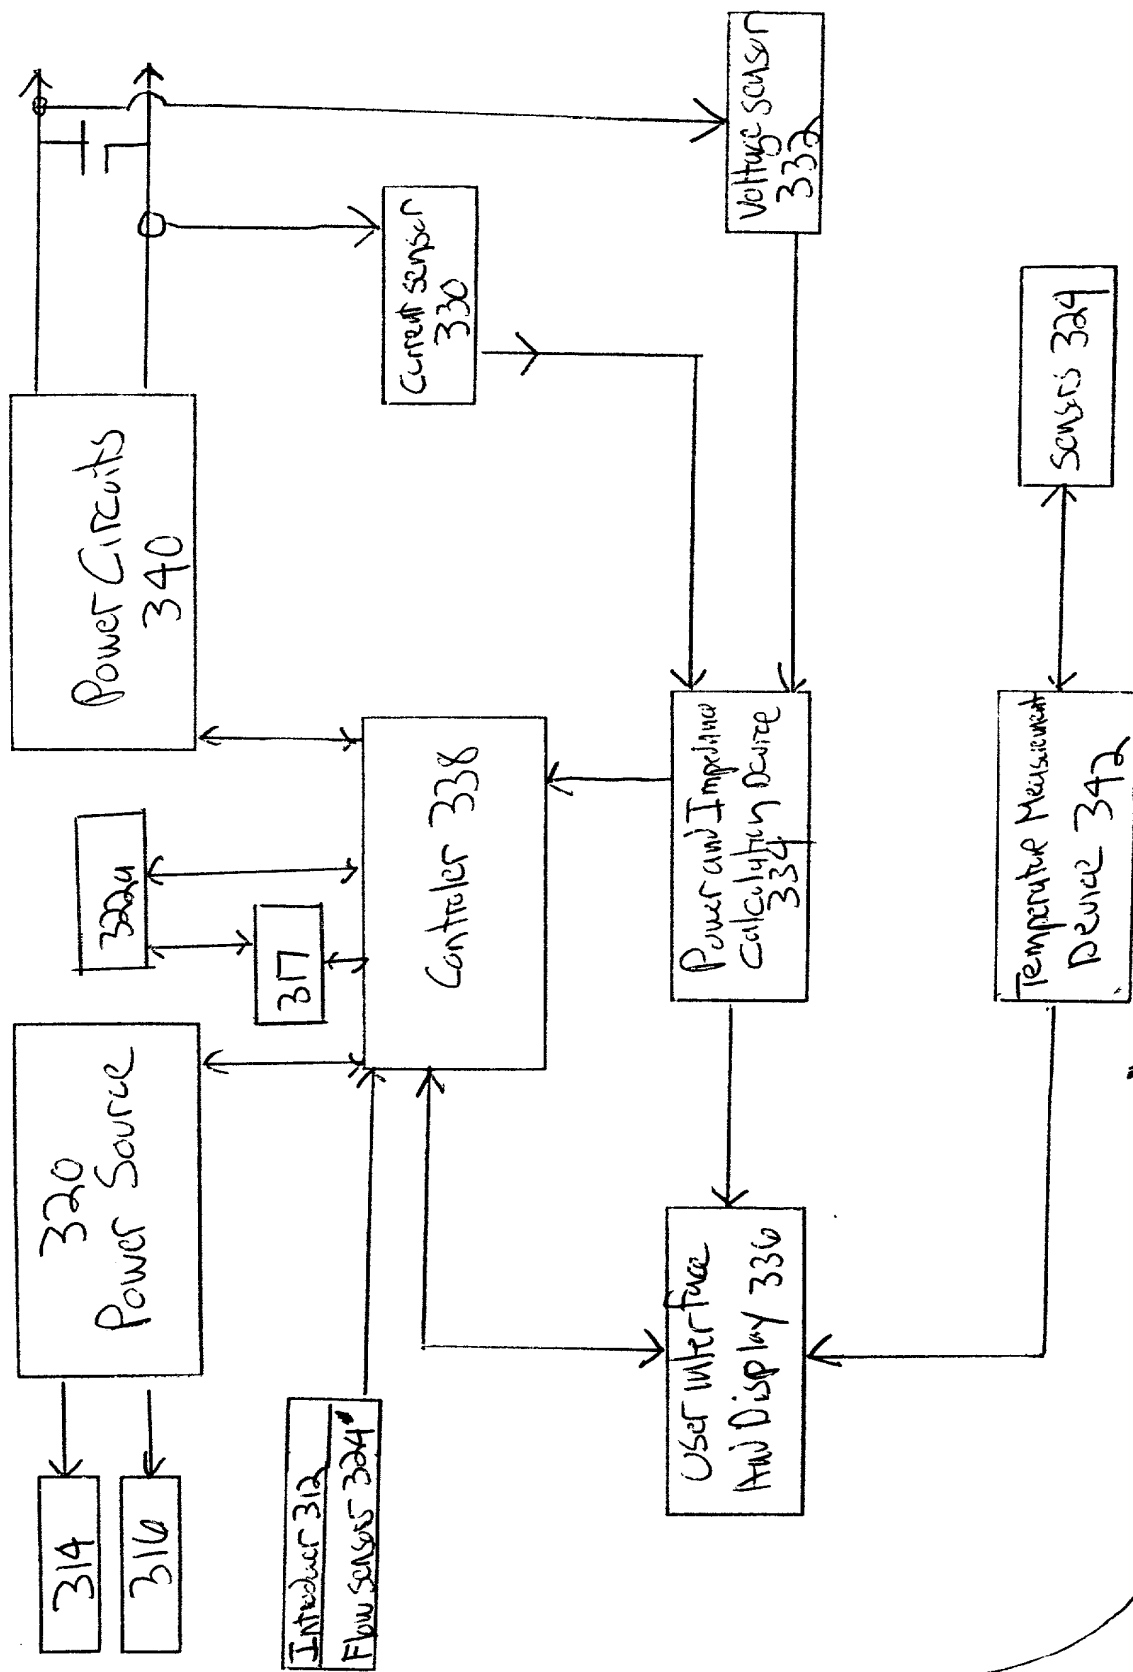 314
316
320
Power Source
322a
317
Power Circuits
340
Introducer 312
Flow sensors 324'
Controler 338
Current sensor
330
Voltage sensor
332
User interface
And Display 336
Power and Impedance
Calculation Device
334
Temperature Measurement
Device 342
sensors 324